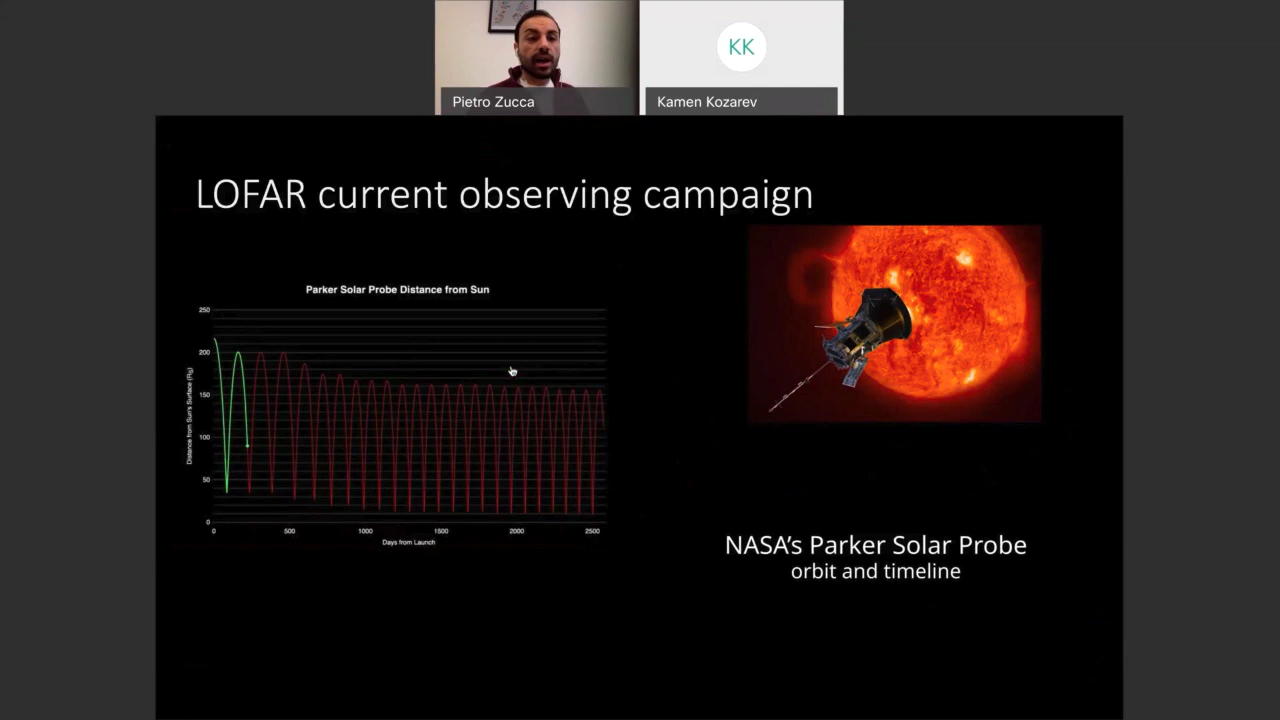 KK
Pietro Zucca
Kamen Kozarev
LOFAR current observing campaign
Parker Solar Probe Distance from Sun
250
200
150
100
50
0
Distance from Sun's Surface (RS)
0
500
1000
1500
2000
2500
Days from Launch
NASA’s Parker Solar Probe
orbit and timeline